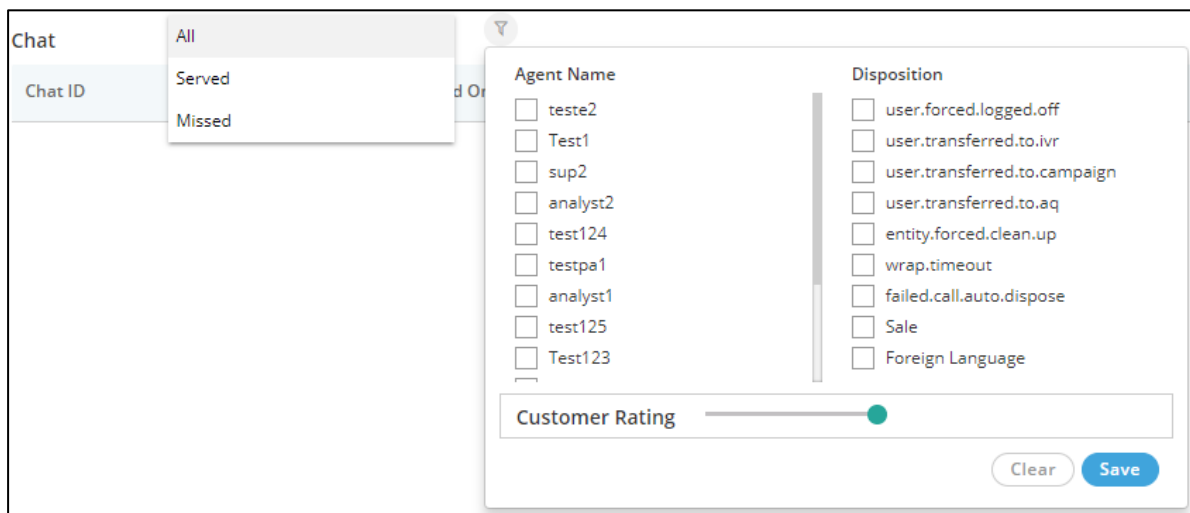 Chat
All
Served
Missed
Chat ID
d Or
Agent Name
teste2
Test1
sup2
analyst2
test124
testpa1
analyst1
test125
Test123
Disposition
user.forced.logged.off
user.transferred.to.ivr
user.transferred.to.campaign
user.transferred.to.aq
entity.forced.clean.up
wrap.timeout
failed.call.auto.dispose
Sale
Foreign Language
Customer Rating
Clear
Save